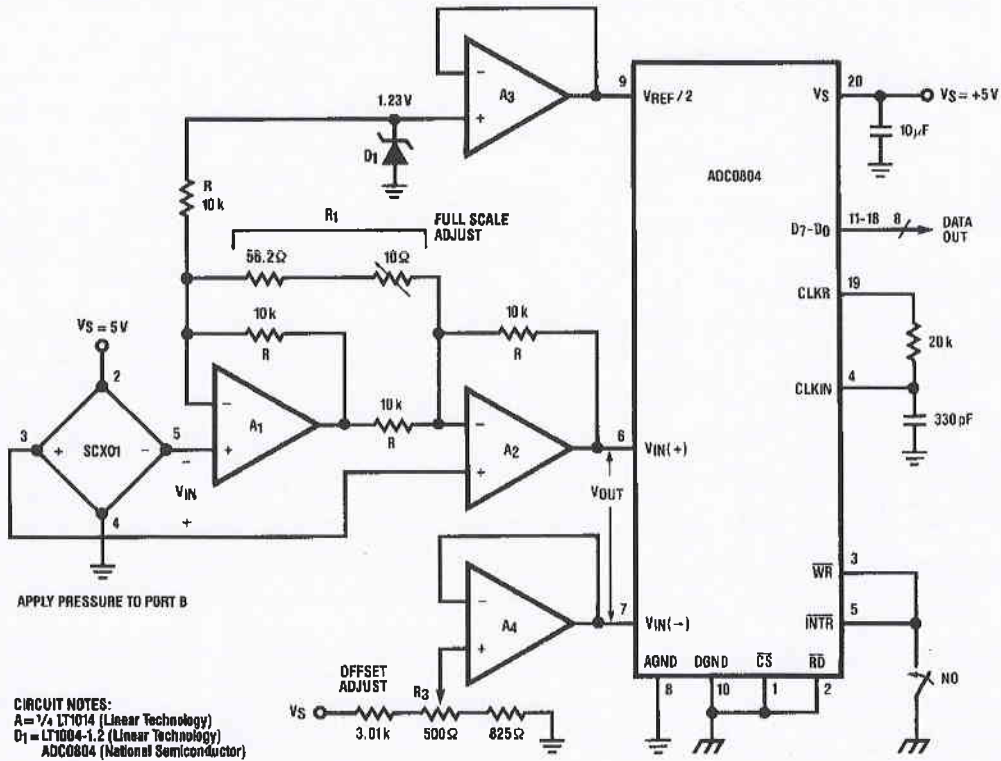 A3
9
VREF/2
VS
20
VS=+5V
10µF
1.23V
D1
ADC0804
R
10k
R1
FULL SCALE
ADJUST
D7-D0
11-18
8
DATA
OUT
56.2Ω
10Ω
CLKR
19
20k
VS=5V
10k
R
10k
R
CLKIN
4
330pF
2
3
+
SCX01
-
5
-
VIN
+
4
-
+
A1
10k
R
-
+
A2
6
VIN(+)
VOUT
APPLY PRESSURE TO PORT B
-
+
A4
7
VIN(-)
WR
3
INTR
5
AGND
DGND
CS
RD
8
10
1
2
NO
OFFSET
ADJUST
R3
VS
3.01k
500Ω
825Ω
CIRCUIT NOTES:
A=1/4 LT1014 (Linear Technology)
D1=LT1004-1.2 (Linear Technology)
ADC0804 (National Semiconductor)